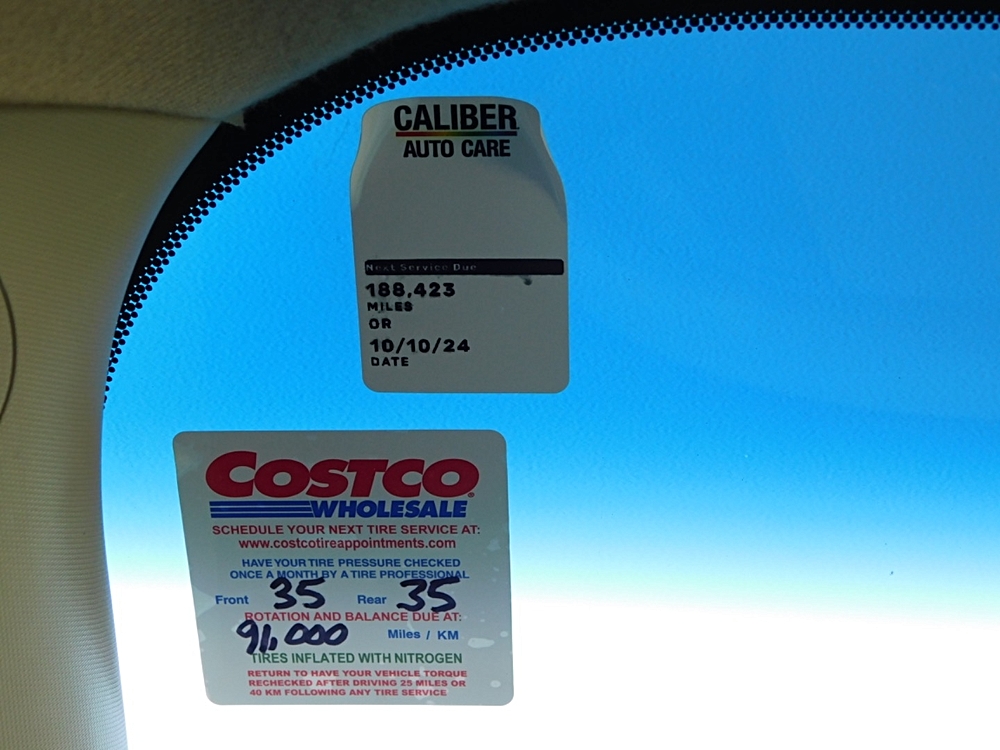 CALIBER
AUTO CARE
Next Service Due
188,423
MILES
OR
10/10/24
DATE
COSTCO
WHOLESALE
SCHEDULE YOUR NEXT TIRE SERVICE AT:
www.costcotireappointments.com
HAVE YOUR TIRE PRESSURE CHECKED
ONCE A MONTH BY A TIRE PROFESSIONAL
Front 35 Rear 35
ROTATION AND BALANCE DUE AT:
91,000 Miles / KM
TIRES INFLATED WITH NITROGEN
RETURN TO HAVE YOUR VEHICLE TORQUE
RECHECKED AFTER DRIVING 25 MILES OR
40 KM FOLLOWING ANY TIRE SERVICE